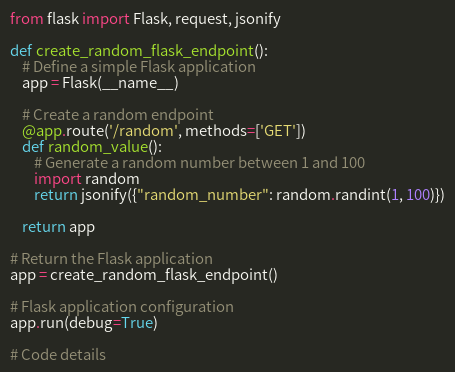 from flask import Flask, request, jsonify

def create_random_flask_endpoint():
    # Define a simple Flask application
    app = Flask(__name__)

    # Create a random endpoint
    @app.route('/random', methods=['GET'])
    def random_value():
        # Generate a random number between 1 and 100
        import random
        return jsonify({"random_number": random.randint(1, 100)})

    return app

# Return the Flask application
app = create_random_flask_endpoint()

# Flask application configuration
app.run(debug=True)

# Code details